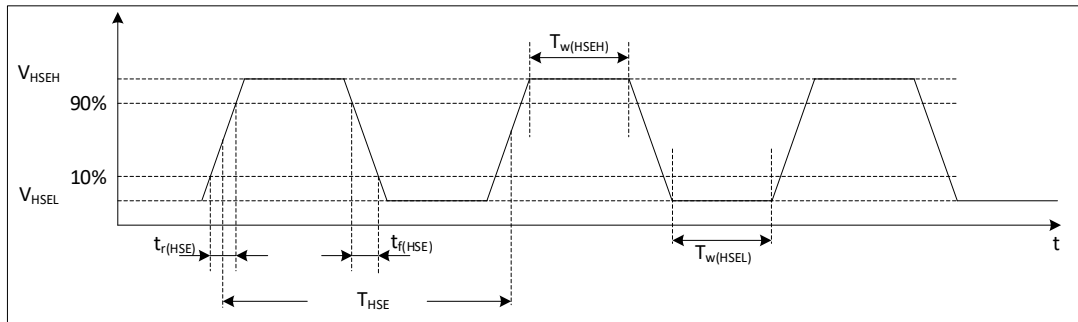 T_w(HSEH)
V_HSEH
90%
10%
V_HSEL
t
t_r(HSE)
t_f(HSE)
T_w(HSEL)
T_HSE